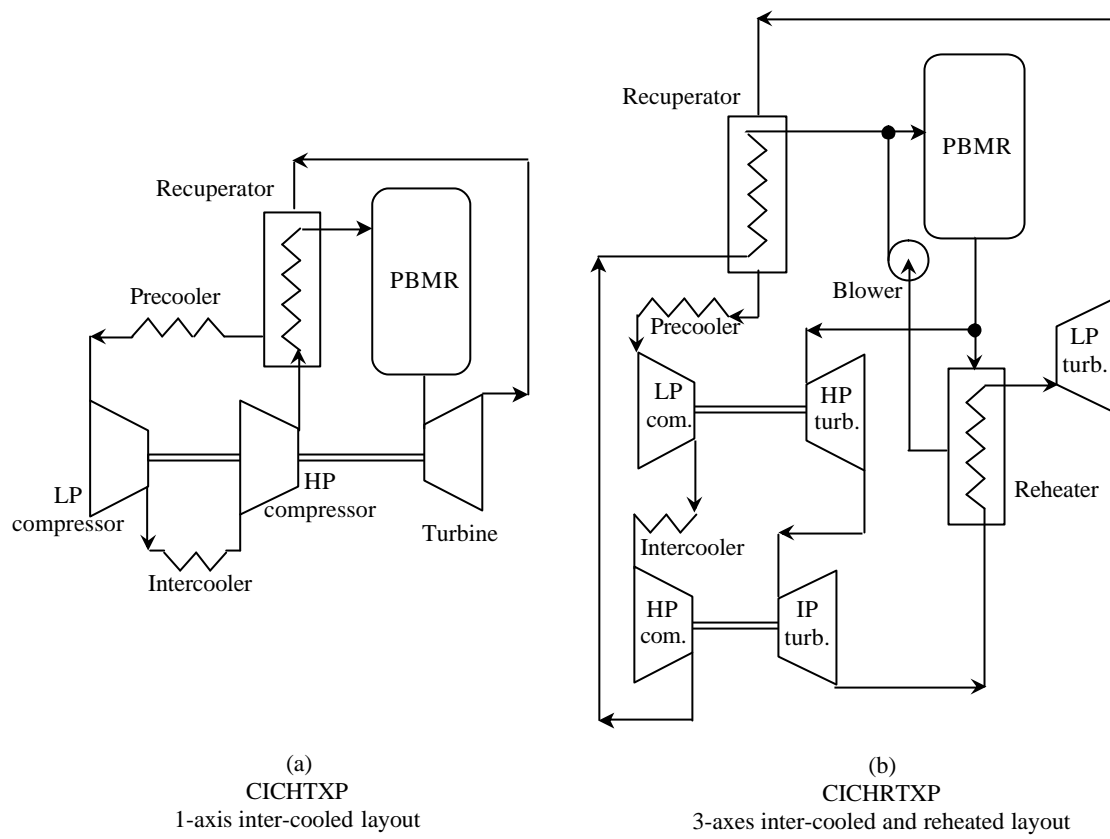 Recuperator
PBMR
Precooler
LP
compressor
HP
compressor
Turbine
Intercooler
(a)
CICHTXP
1-axis inter-cooled layout
Recuperator
PBMR
Blower
Precooler
LP
turb.
LP
com.
HP
turb.
Reheater
Intercooler
HP
com.
IP
turb.
(b)
CICHRTXP
3-axes inter-cooled and reheated layout